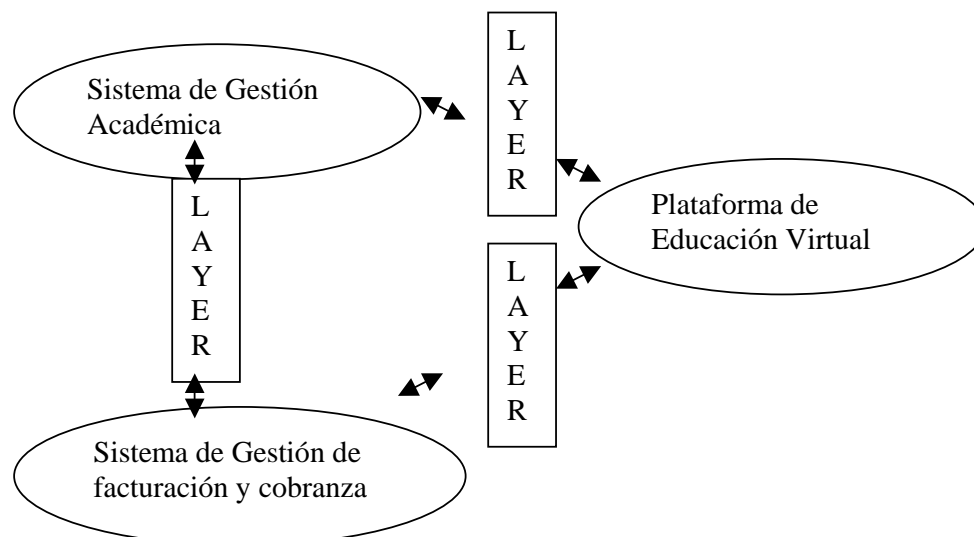 Sistema de Gestión
Académica
L
A
Y
E
R
L
A
Y
E
R
Plataforma de
Educación Virtual
L
A
Y
E
R
Sistema de Gestión de
facturación y cobranza